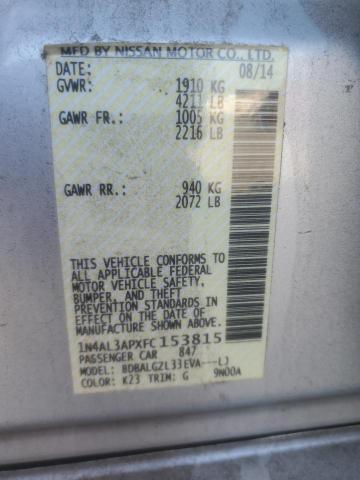 MFD BY NISSAN MOTOR CO., LTD.
DATE: 08/14
GVWR: 1910 KG
4211 LB
GAWR FR.: 1005 KG
2216 LB
GAWR RR.: 940 KG
2072 LB
THIS VEHICLE CONFORMS TO
ALL APPLICABLE FEDERAL
MOTOR VEHICLE SAFETY,
BUMPER, AND THEFT
PREVENTION STANDARDS IN
EFFECT ON THE DATE OF
MANUFACTURE SHOWN ABOVE.
1N4AL3APXFC153815
PASSENGER CAR 847
MODEL: BDBALGZL33EVA---LJ
COLOR: K23 TRIM: G 9N00A